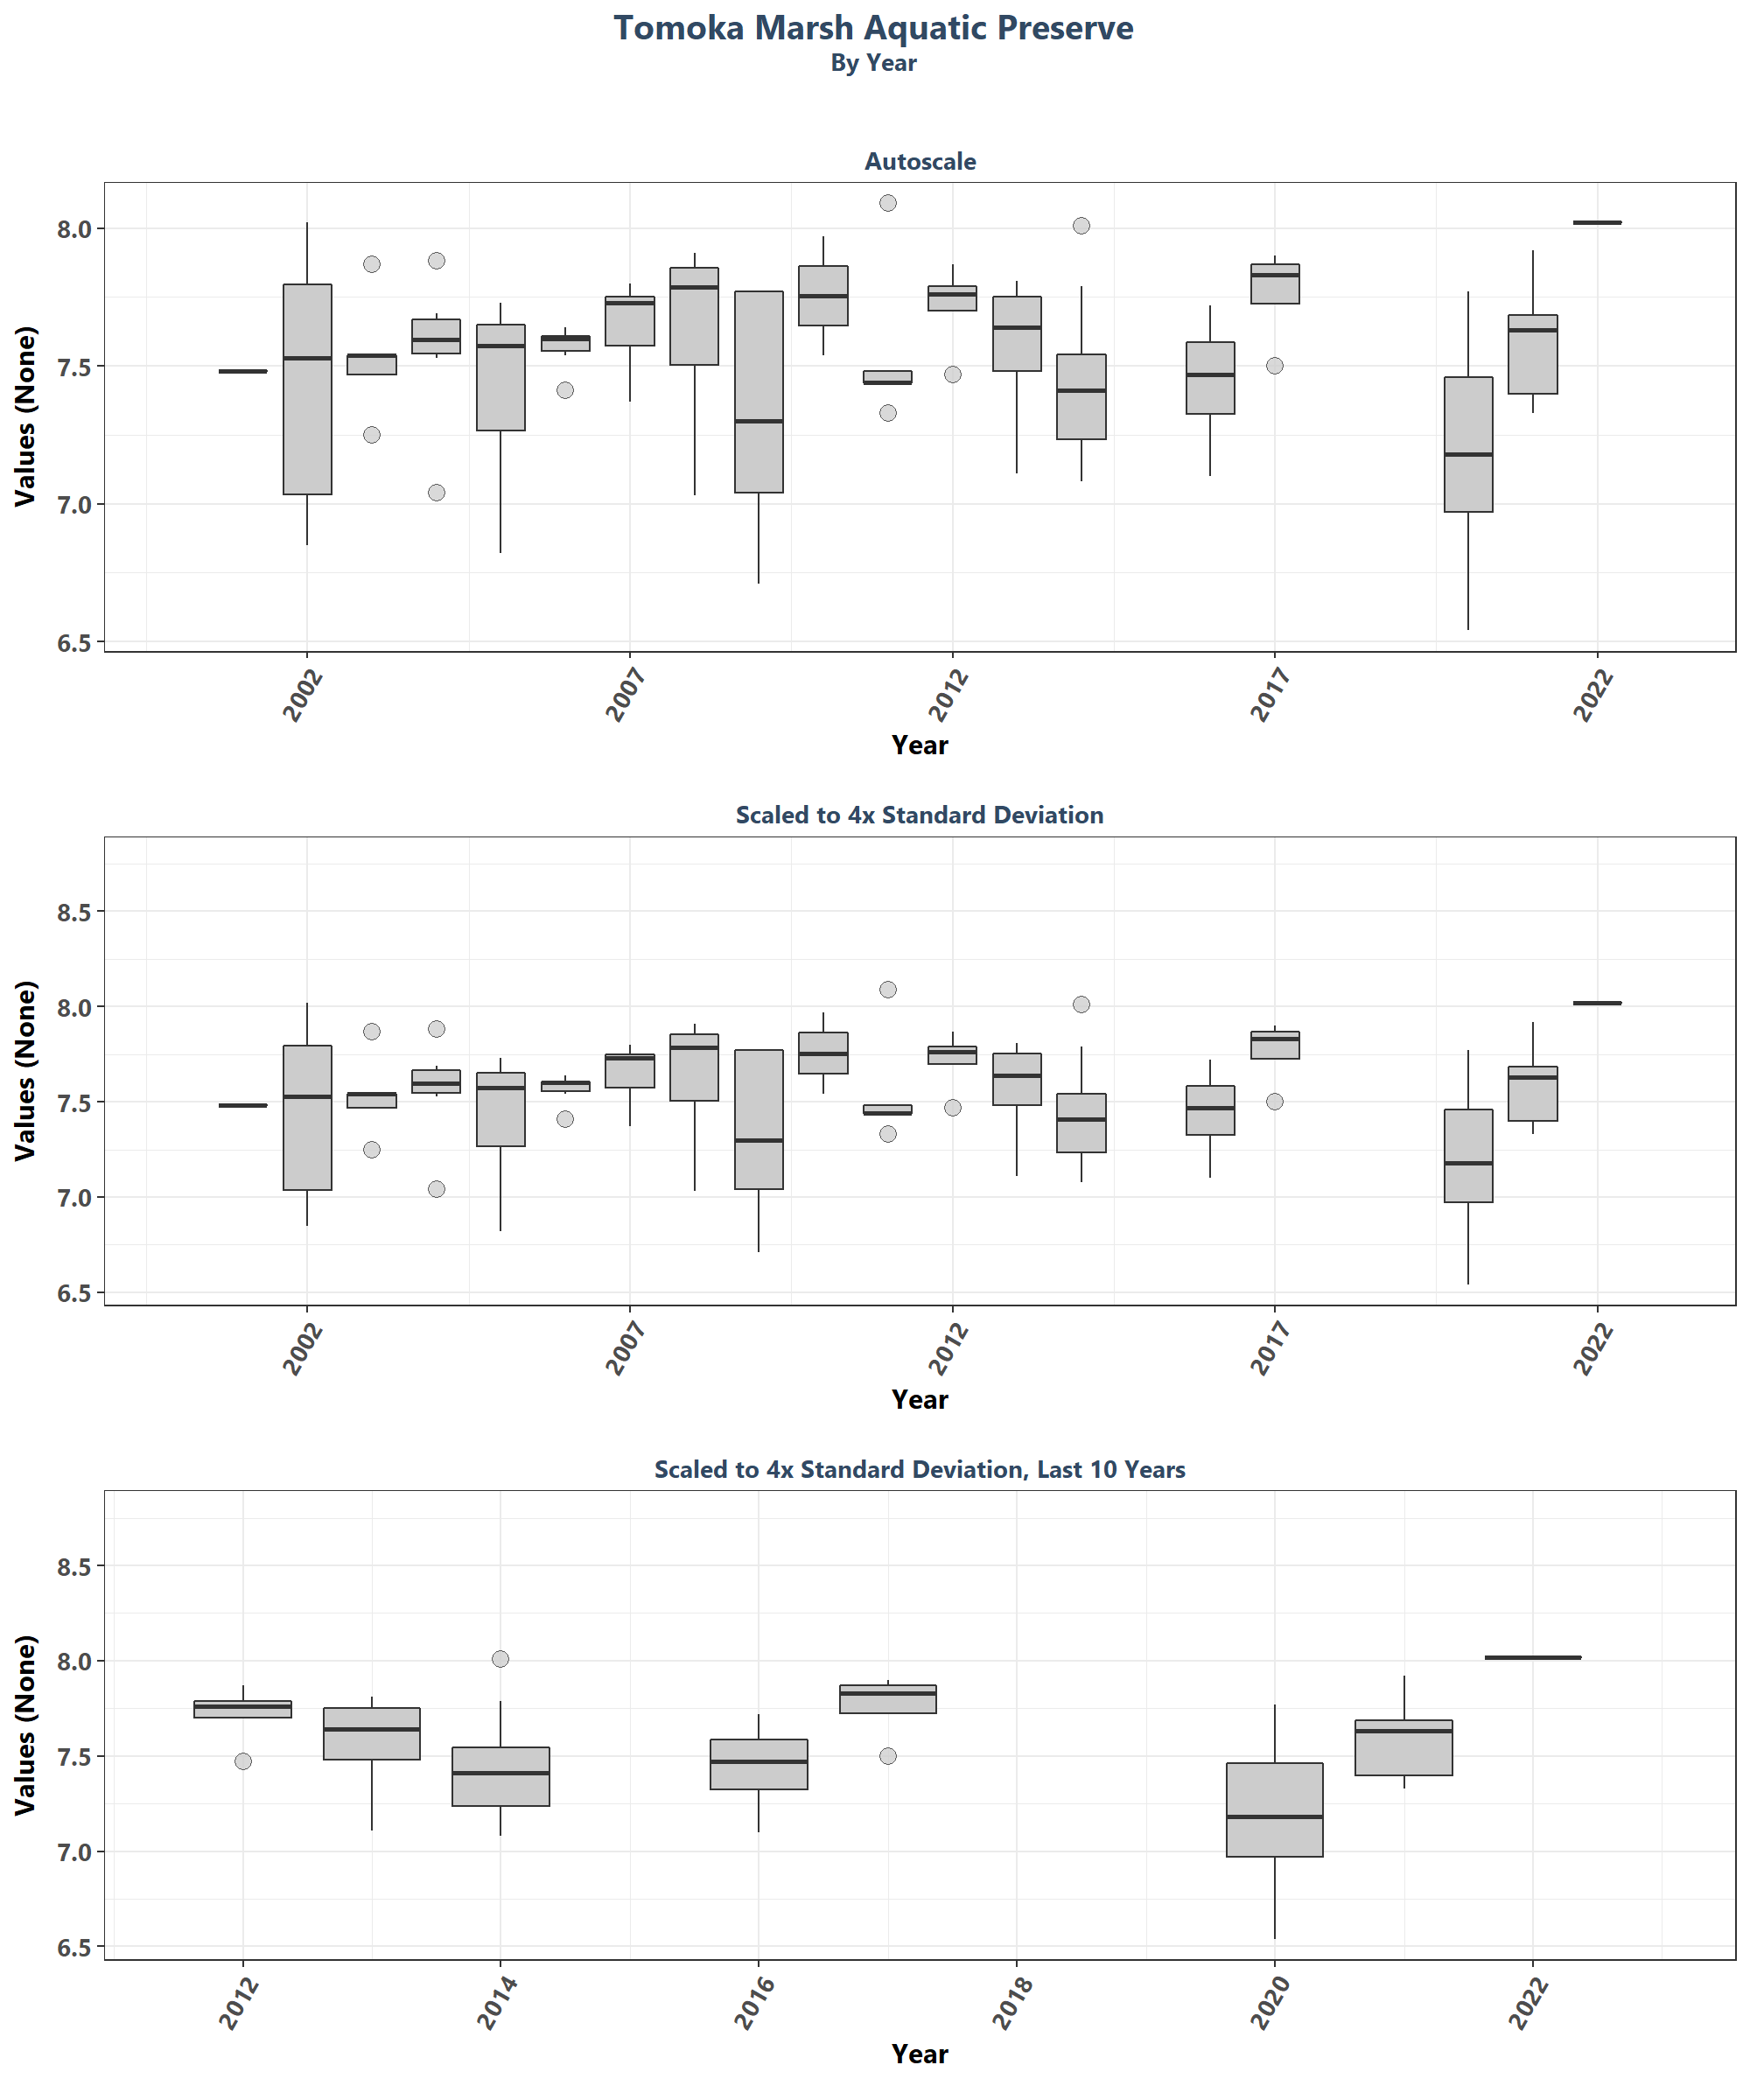 Tomoka Marsh Aquatic Preserve
By Year
Autoscale
Values (None)
8.0
7.5
7.0
6.5
2002
2007
2012
2017
2022
Year
Scaled to 4x Standard Deviation
Values (None)
8.5
8.0
7.5
7.0
6.5
2002
2007
2012
2017
2022
Year
Scaled to 4x Standard Deviation, Last 10 Years
Values (None)
8.5
8.0
7.5
7.0
6.5
2012
2014
2016
2018
2020
2022
Year